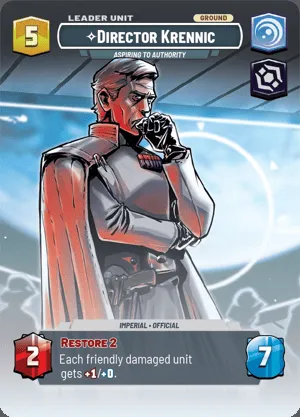 LEADER UNIT
GROUND
5
DIRECTOR KRENNIC
ASPIRING TO AUTHORITY
IMPERIAL • OFFICIAL
RESTORE 2
Each friendly damaged unit
gets +1/+0.
2
7